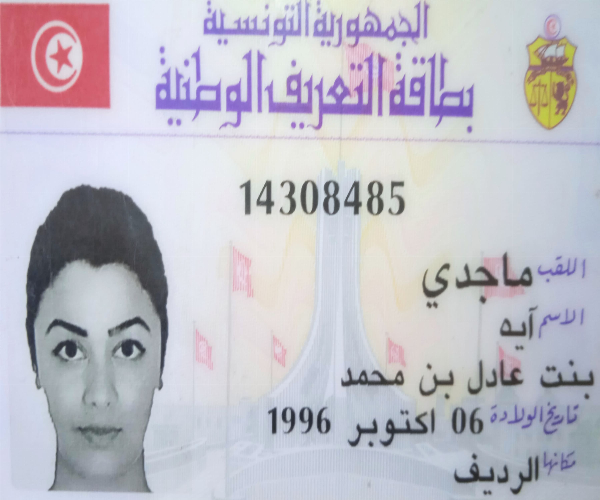 الجمهورية التونسية
بطاقة التعريف الوطنية
14308485
اللقب ماجدي
الاسم آيه
بنت عادل بن محمد
تاريخ الولادة 06 اكتوبر 1996
مكانها الرديف